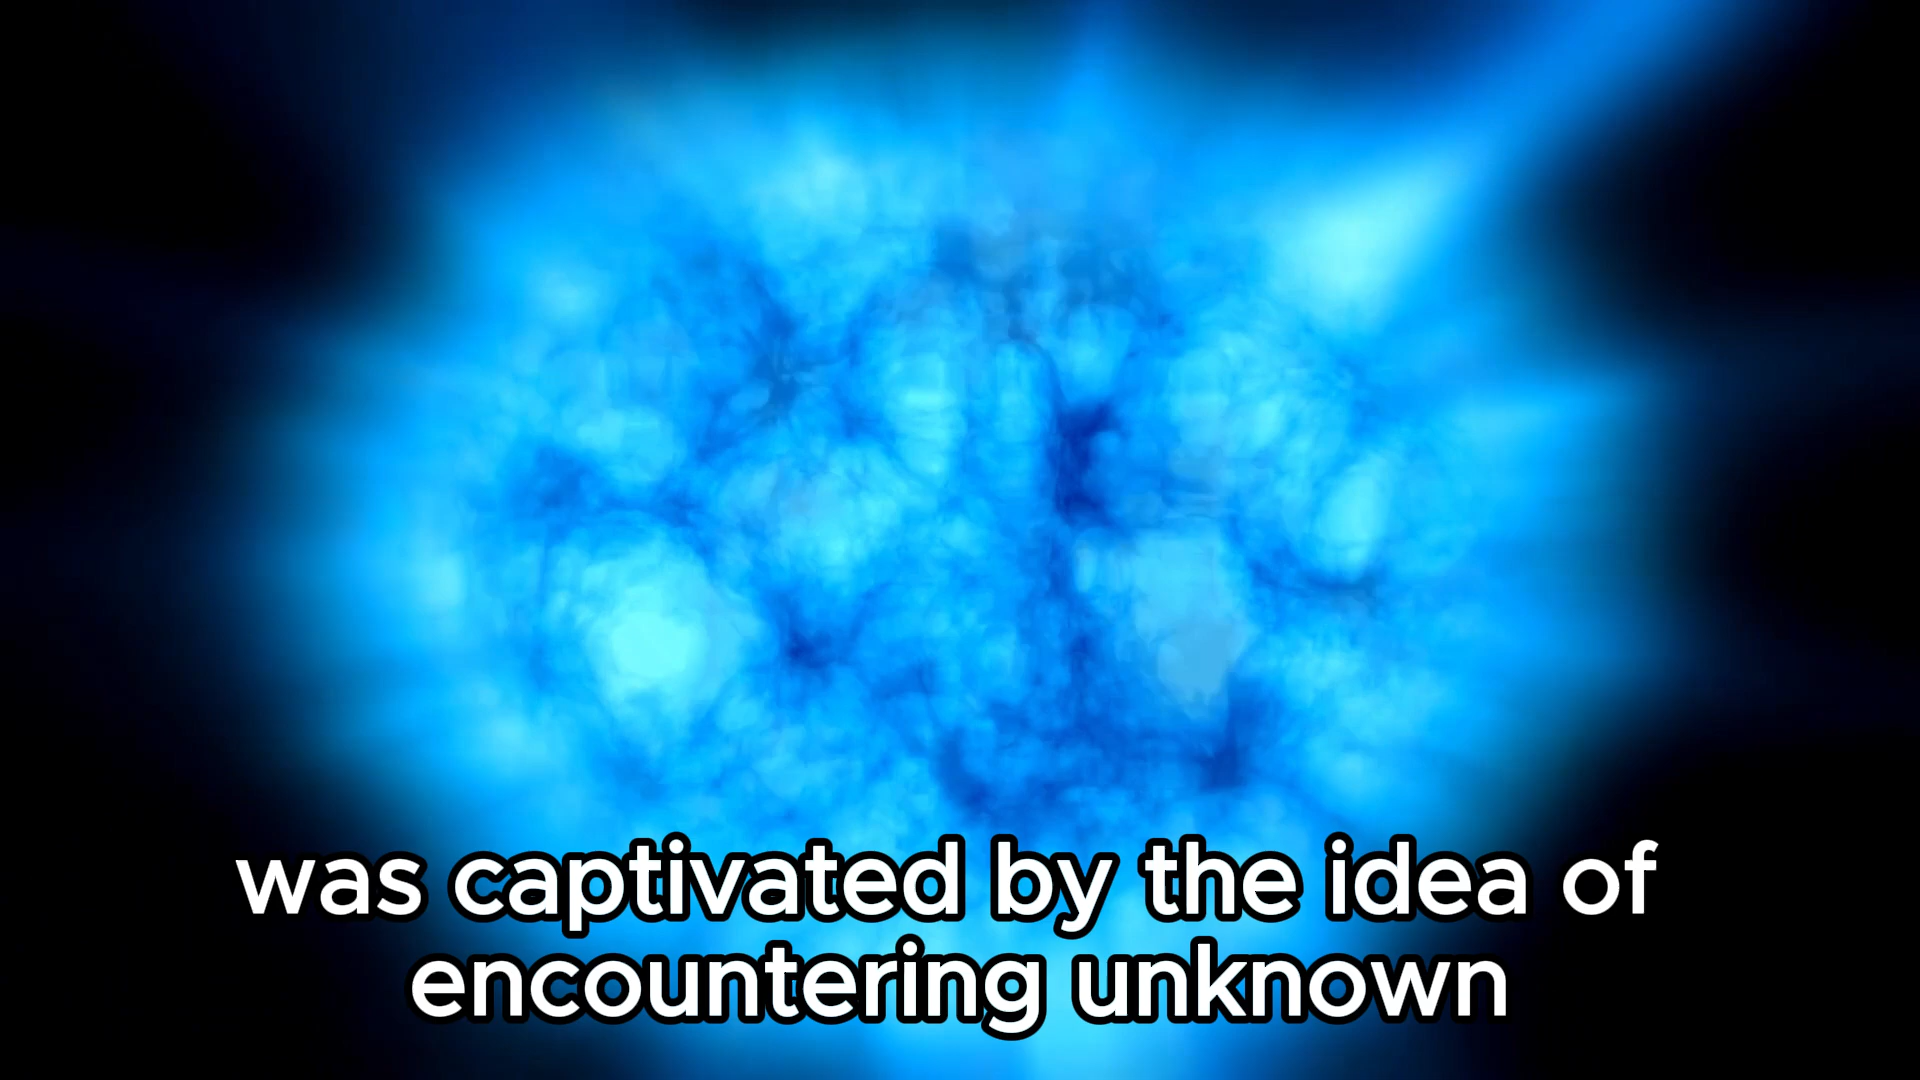 was captivated by the idea of
encountering unknown